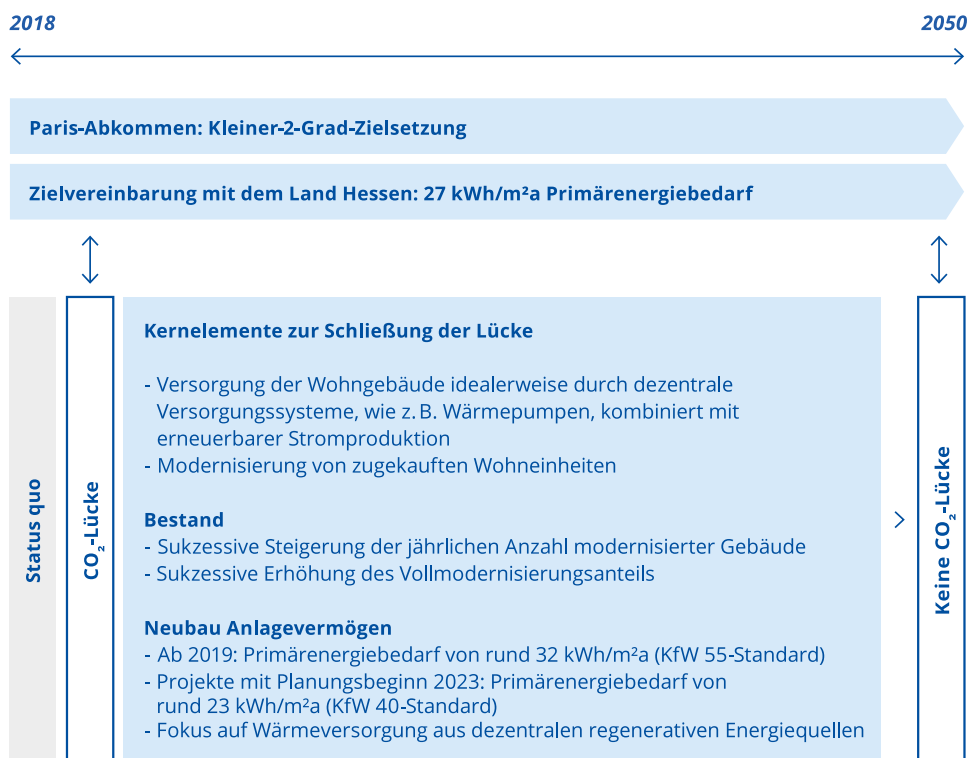 2018
2050
Paris-Abkommen: Kleiner-2-Grad-Zielsetzung
Zielvereinbarung mit dem Land Hessen: 27 kWh/m²a Primärenergiebedarf
Status quo
CO₂-Lücke
Kernelemente zur Schließung der Lücke
- Versorgung der Wohngebäude idealerweise durch dezentrale
Versorgungssysteme, wie z. B. Wärmepumpen, kombiniert mit
erneuerbarer Stromproduktion
- Modernisierung von zugekauften Wohneinheiten
Bestand
- Sukzessive Steigerung der jährlichen Anzahl modernisierter Gebäude
- Sukzessive Erhöhung des Vollmodernisierungsanteils
Neubau Anlagevermögen
- Ab 2019: Primärenergiebedarf von rund 32 kWh/m²a (KfW 55-Standard)
- Projekte mit Planungsbeginn 2023: Primärenergiebedarf von
rund 23 kWh/m²a (KfW 40-Standard)
- Fokus auf Wärmeversorgung aus dezentralen regenerativen Energiequellen
>
Keine CO₂-Lücke